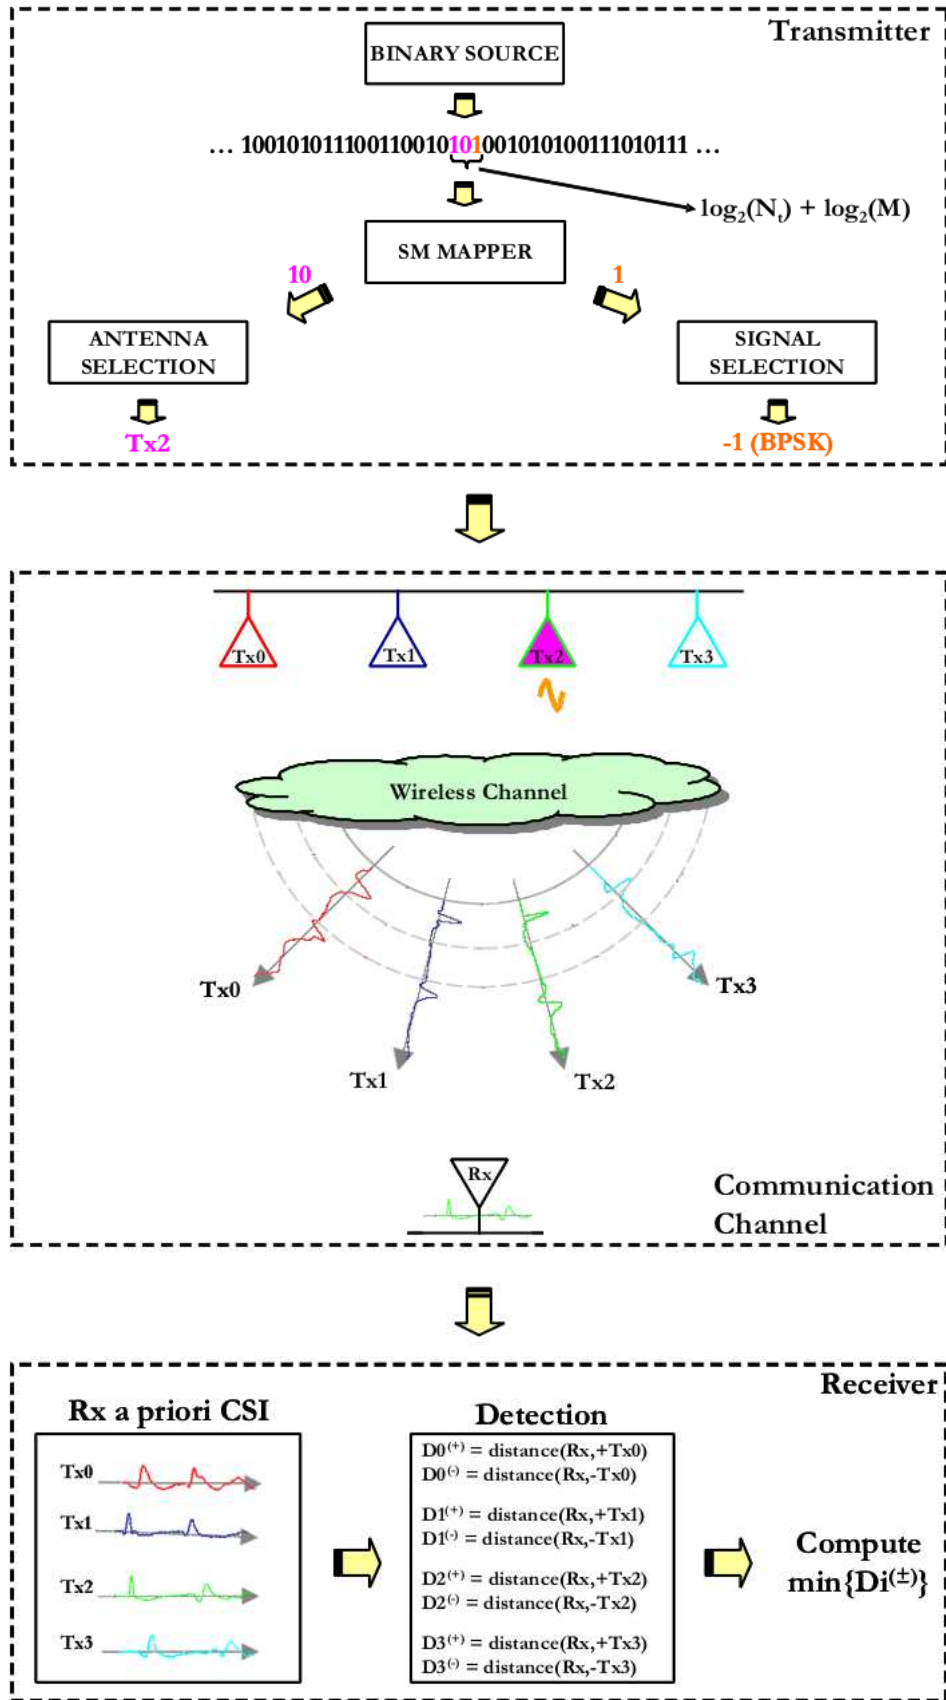 Transmitter
BINARY SOURCE
... 100101011100110010101001010100111010111 ...
log₂(Nₜ) + log₂(M)
SM MAPPER
10
1
ANTENNA
SELECTION
SIGNAL
SELECTION
Tx2
-1 (BPSK)
Tx0
Tx1
Tx2
Tx3
Wireless Channel
Tx0
Tx3
Tx1
Tx2
Rx
Communication
Channel
Receiver
Rx a priori CSI
Tx0
Tx1
Tx2
Tx3
Detection
D0⁽⁺⁾ = distance(Rx,+Tx0)
D0⁽⁻⁾ = distance(Rx,-Tx0)
D1⁽⁺⁾ = distance(Rx,+Tx1)
D1⁽⁻⁾ = distance(Rx,-Tx1)
D2⁽⁺⁾ = distance(Rx,+Tx2)
D2⁽⁻⁾ = distance(Rx,-Tx2)
D3⁽⁺⁾ = distance(Rx,+Tx3)
D3⁽⁻⁾ = distance(Rx,-Tx3)
Compute
min{Di⁽±⁾}